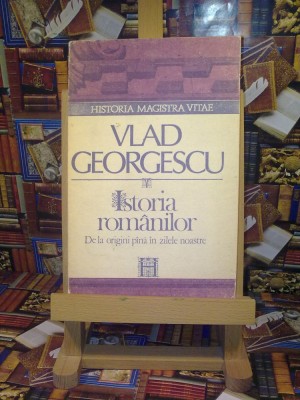 HISTORIA MAGISTRA VITAE
VLAD
GEORGESCU
Istoria
românilor
De la origini pînă în zilele noastre
H